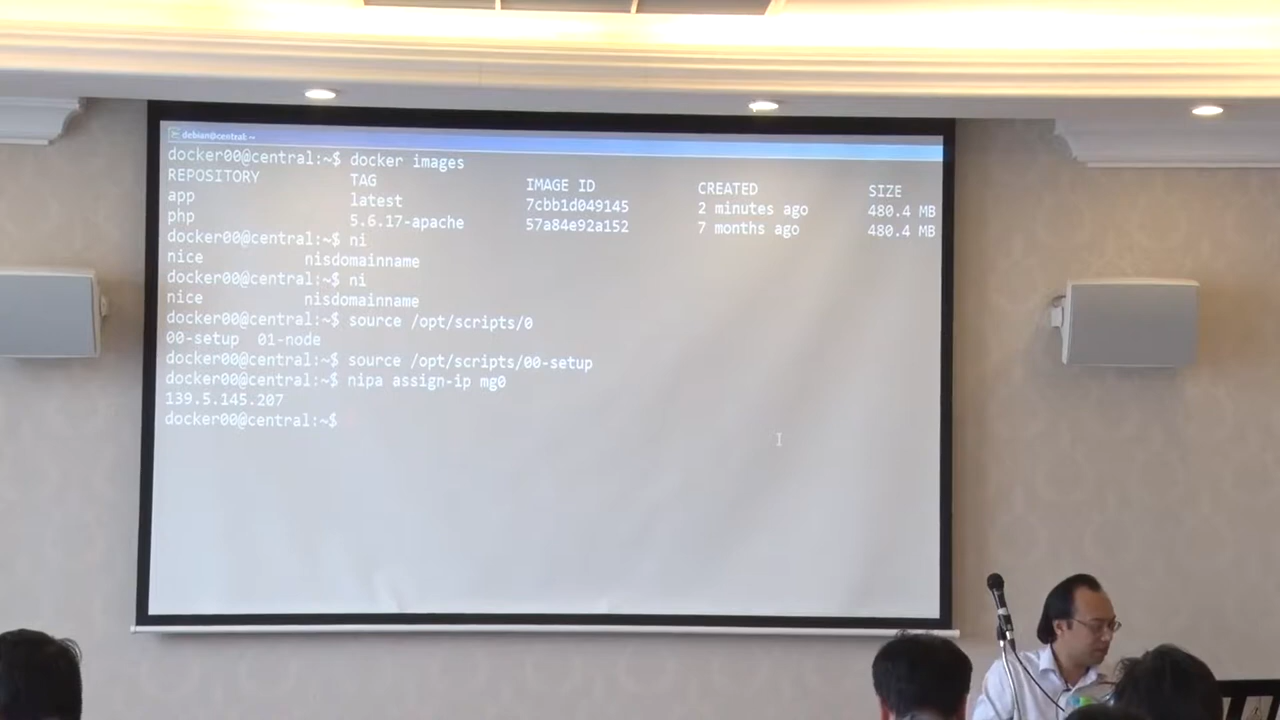 debian@central: ~
docker00@central:~$ docker images
REPOSITORY TAG IMAGE ID CREATED SIZE
app latest 7cbb1d049145 2 minutes ago 480.4 MB
php 5.6.17-apache 57a84e92a152 7 months ago 480.4 MB
docker00@central:~$ ni
nice nisdomainname
docker00@central:~$ ni
nice nisdomainname
docker00@central:~$ source /opt/scripts/0
00-setup 01-node
docker00@central:~$ source /opt/scripts/00-setup
docker00@central:~$ nipa assign-ip mg0
139.5.145.207
docker00@central:~$